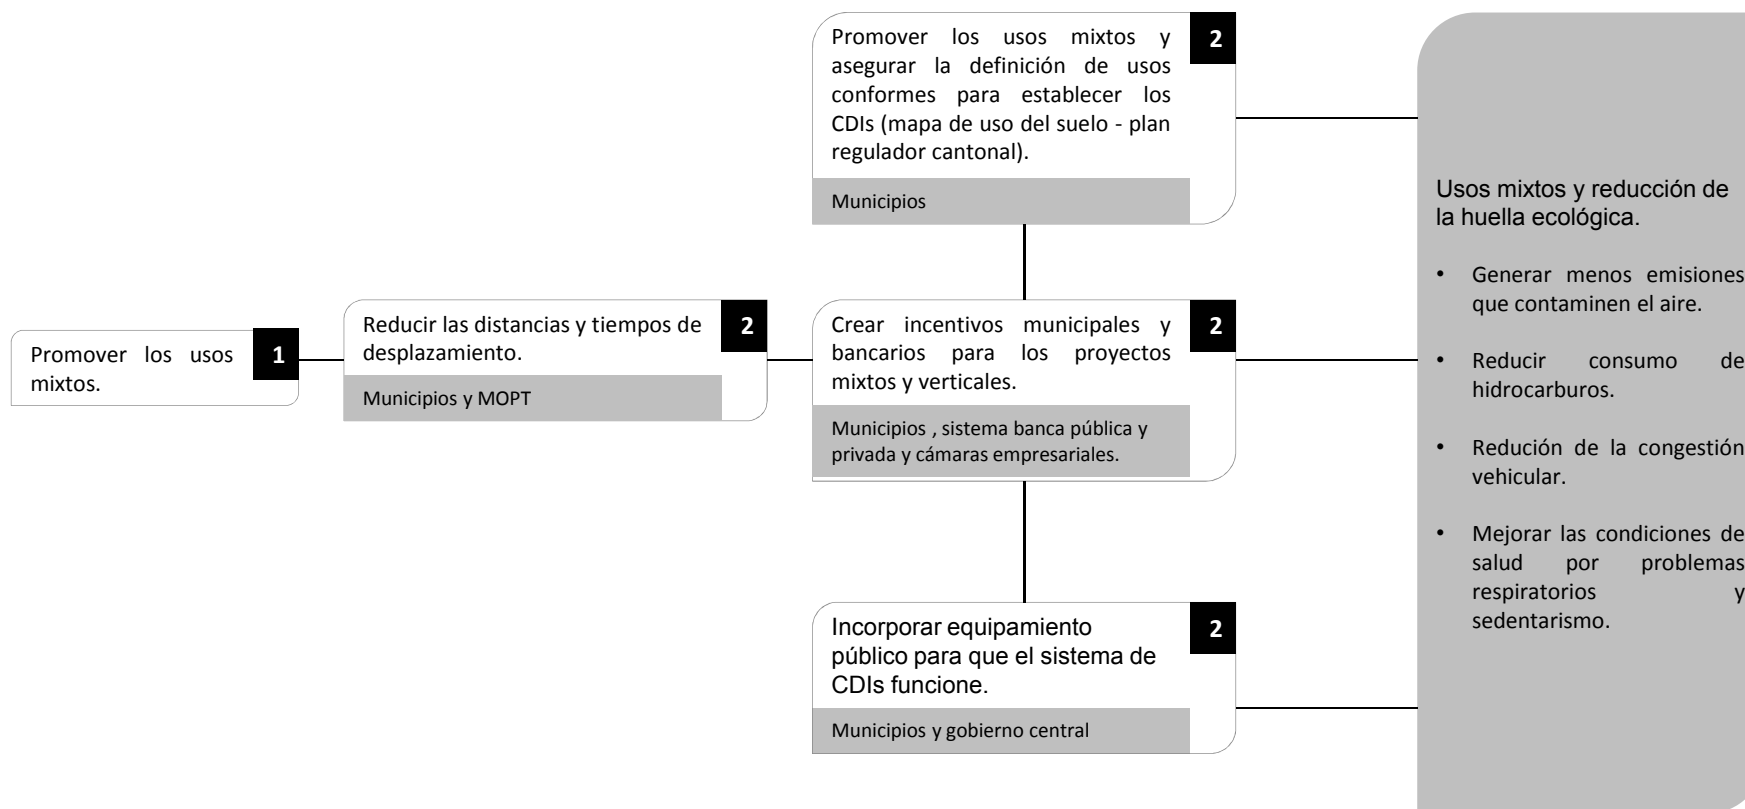 Promover los usos
mixtos.
1
Reducir las distancias y tiempos de
desplazamiento.
2
Municipios y MOPT
Promover los usos mixtos y
asegurar la definición de usos
conformes para establecer los
CDIs (mapa de uso del suelo - plan
regulador cantonal).
2
Municipios
Crear incentivos municipales y
bancarios para los proyectos
mixtos y verticales.
2
Municipios , sistema banca pública y
privada y cámaras empresariales.
Incorporar equipamiento
público para que el sistema de
CDIs funcione.
2
Municipios y gobierno central
Usos mixtos y reducción de
la huella ecológica.
• Generar menos emisiones
que contaminen el aire.
• Reducir consumo de
hidrocarburos.
• Redución de la congestión
vehicular.
• Mejorar las condiciones de
salud por problemas
respiratorios y
sedentarismo.